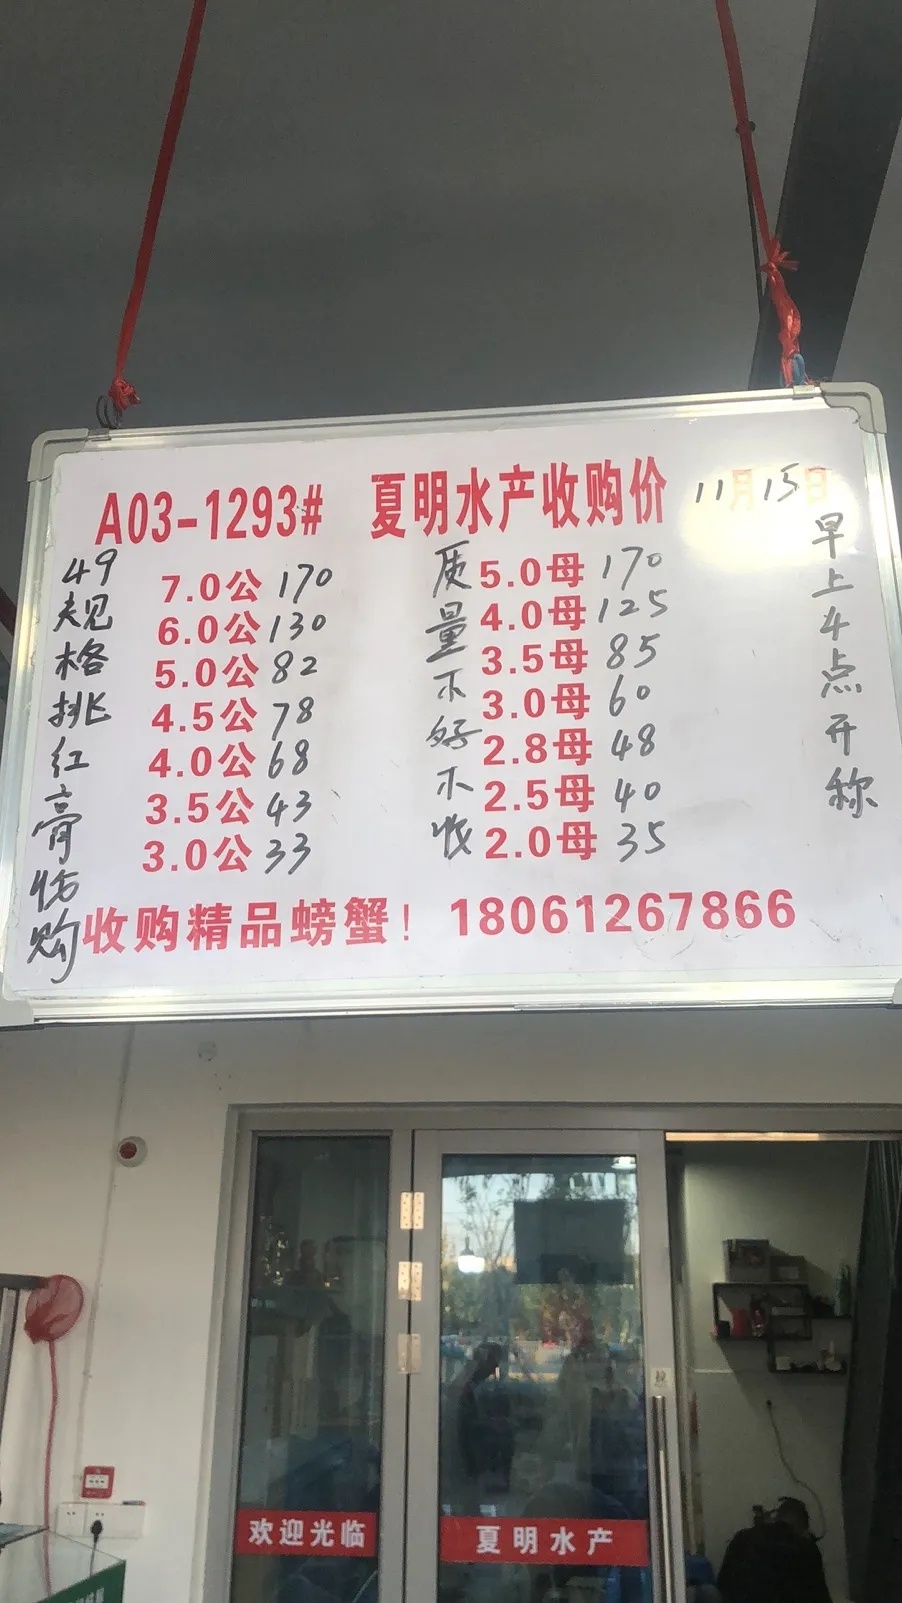 A03-1293# 夏明水产收购价 11月15日
49规格挑红膏恬购
7.0公 170
6.0公 130
5.0公 82
4.5公 78
4.0公 68
3.5公 43
3.0公 33
质量不好不收
5.0母 170
4.0母 125
3.5母 85
3.0母 60
2.8母 48
2.5母 40
2.0母 35
早上4点开称
收购精品螃蟹！18061267866
欢迎光临
夏明水产